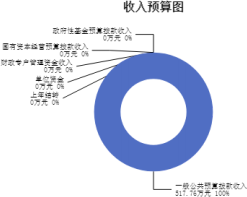 收入预算图
政府性基金预算拨款收入
0万元 0%
国有资本经营预算拨款收入
0万元 0%
财政专户管理资金收入
0万元 0%
单位资金
0万元 0%
上年结转
0万元 0%
一般公共预算拨款收入
517.76万元 100%